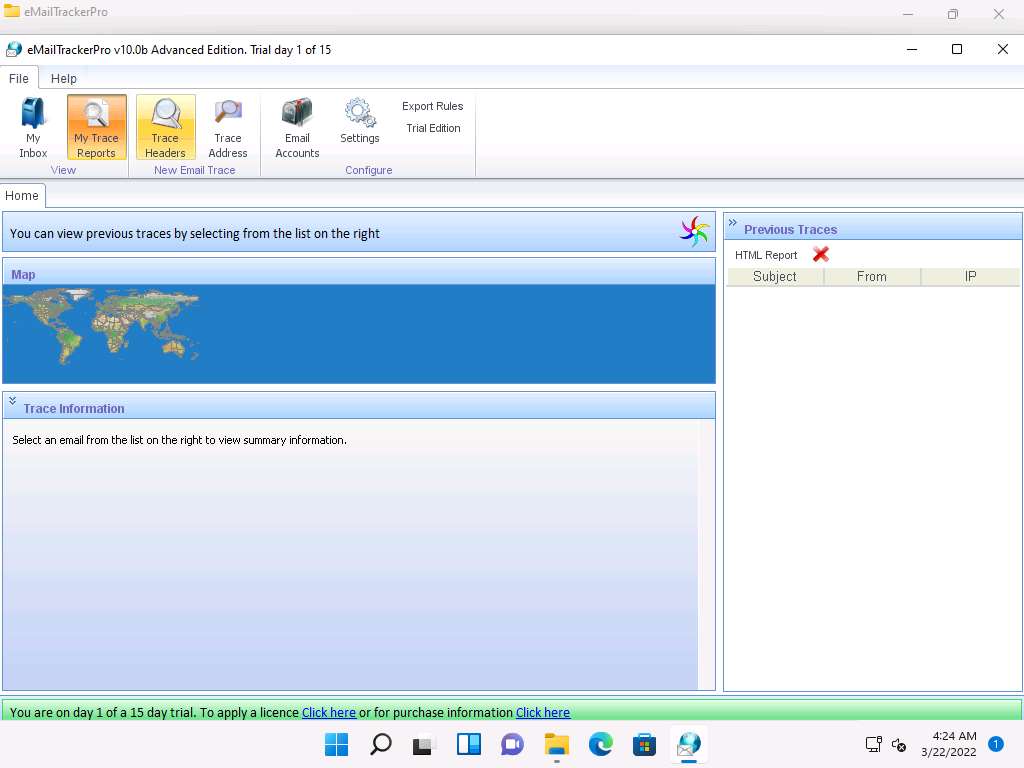 eMailTrackerPro
eMailTrackerPro v10.0b Advanced Edition. Trial day 1 of 15
File Help
My Inbox
My Trace Reports
Trace Headers
Trace Address
Email Accounts
Settings
Export Rules
Trial Edition
View
New Email Trace
Configure
Home
You can view previous traces by selecting from the list on the right
Previous Traces
HTML Report
Subject From IP
Map
Trace Information
Select an email from the list on the right to view summary information.
You are on day 1 of a 15 day trial. To apply a licence Click here or for purchase information Click here
4:24 AM
3/22/2022
1